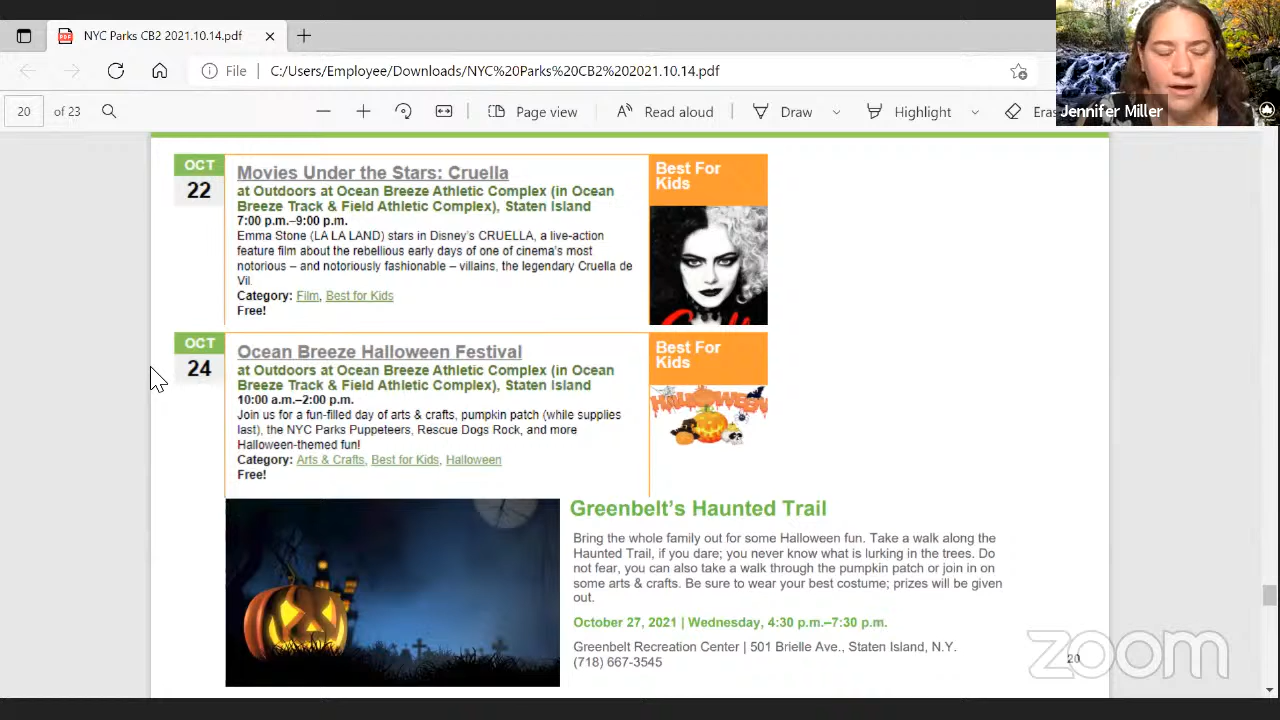 NYC Parks CB2 2021.10.14.pdf
File
C:/Users/Employee/Downloads/NYC%20Parks%20CB2%202021.10.14.pdf
20 of 23
Page view
Read aloud
Draw
Highlight
Jennifer Miller
OCT
22
Movies Under the Stars: Cruella
at Outdoors at Ocean Breeze Athletic Complex (in Ocean
Breeze Track & Field Athletic Complex), Staten Island
7:00 p.m.–9:00 p.m.
Emma Stone (LA LA LAND) stars in Disney's CRUELLA, a live-action
feature film about the rebellious early days of one of cinema's most
notorious – and notoriously fashionable – villains, the legendary Cruella de
Vil.
Category: Film, Best for Kids
Free!
Best For
Kids
OCT
24
Ocean Breeze Halloween Festival
at Outdoors at Ocean Breeze Athletic Complex (in Ocean
Breeze Track & Field Athletic Complex), Staten Island
10:00 a.m.–2:00 p.m.
Join us for a fun-filled day of arts & crafts, pumpkin patch (while supplies
last), the NYC Parks Puppeteers, Rescue Dogs Rock, and more
Halloween-themed fun!
Category: Arts & Crafts, Best for Kids, Halloween
Free!
Best For
Kids
HALLOWEEN
Greenbelt's Haunted Trail
Bring the whole family out for some Halloween fun. Take a walk along the
Haunted Trail, if you dare; you never know what is lurking in the trees. Do
not fear, you can also take a walk through the pumpkin patch or join in on
some arts & crafts. Be sure to wear your best costume; prizes will be given
out.
October 27, 2021 | Wednesday, 4:30 p.m.–7:30 p.m.
Greenbelt Recreation Center | 501 Brielle Ave., Staten Island, N.Y.
(718) 667-3545
20
zoom